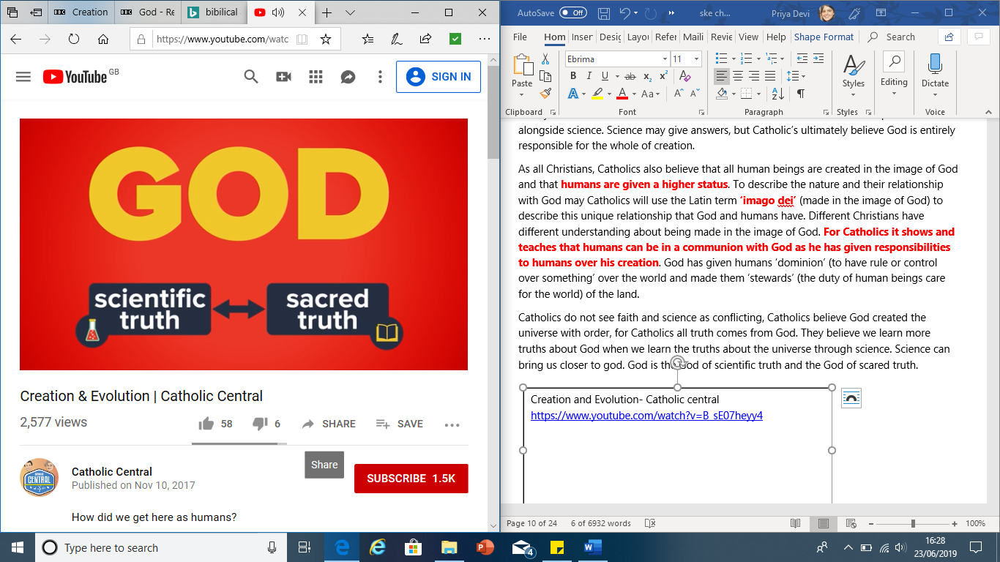 Creation
God - Re
bibilical
AutoSave Off
ske ch...
Priya Devi
https://www.youtube.com/watc
File Hom Inser Desig Layou Refer Maili Revie View Help Shape Format Search
YouTube GB
SIGN IN
Ebrima 11
Paste
B I U ab x₂ x²
A A Aa A A
Styles
Editing
Dictate
Clipboard Font Paragraph Styles Voice
GOD
scientific
truth
sacred
truth
Creation & Evolution | Catholic Central
2,577 views
58 6 SHARE SAVE
Share
CATHOLIC
CENTRAL
Catholic Central
Published on Nov 10, 2017
SUBSCRIBE 1.5K
How did we get here as humans?
alongside science. Science may give answers, but Catholic's ultimately believe God is entirely
responsible for the whole of creation.
As all Christians, Catholics also believe that all human beings are created in the image of God
and that humans are given a higher status. To describe the nature and their relationship
with God may Catholics will use the Latin term 'imago dei' (made in the image of God) to
describe this unique relationship that God and humans have. Different Christians have
different understanding about being made in the image of God. For Catholics it shows and
teaches that humans can be in a communion with God as he has given responsibilities
to humans over his creation. God has given humans 'dominion' (to have rule or control
over something' over the world and made them 'stewards' (the duty of human beings care
for the world) of the land.
Catholics do not see faith and science as conflicting, Catholics believe God created the
universe with order, for Catholics all truth comes from God. They believe we learn more
truths about God when we learn the truths about the universe through science. Science can
bring us closer to god. God is the God of scientific truth and the God of scared truth.
Creation and Evolution- Catholic central
https://www.youtube.com/watch?v=B_sE07heyy4
Page 10 of 24 6 of 6932 words
100%
Type here to search
4
16:28
23/06/2019